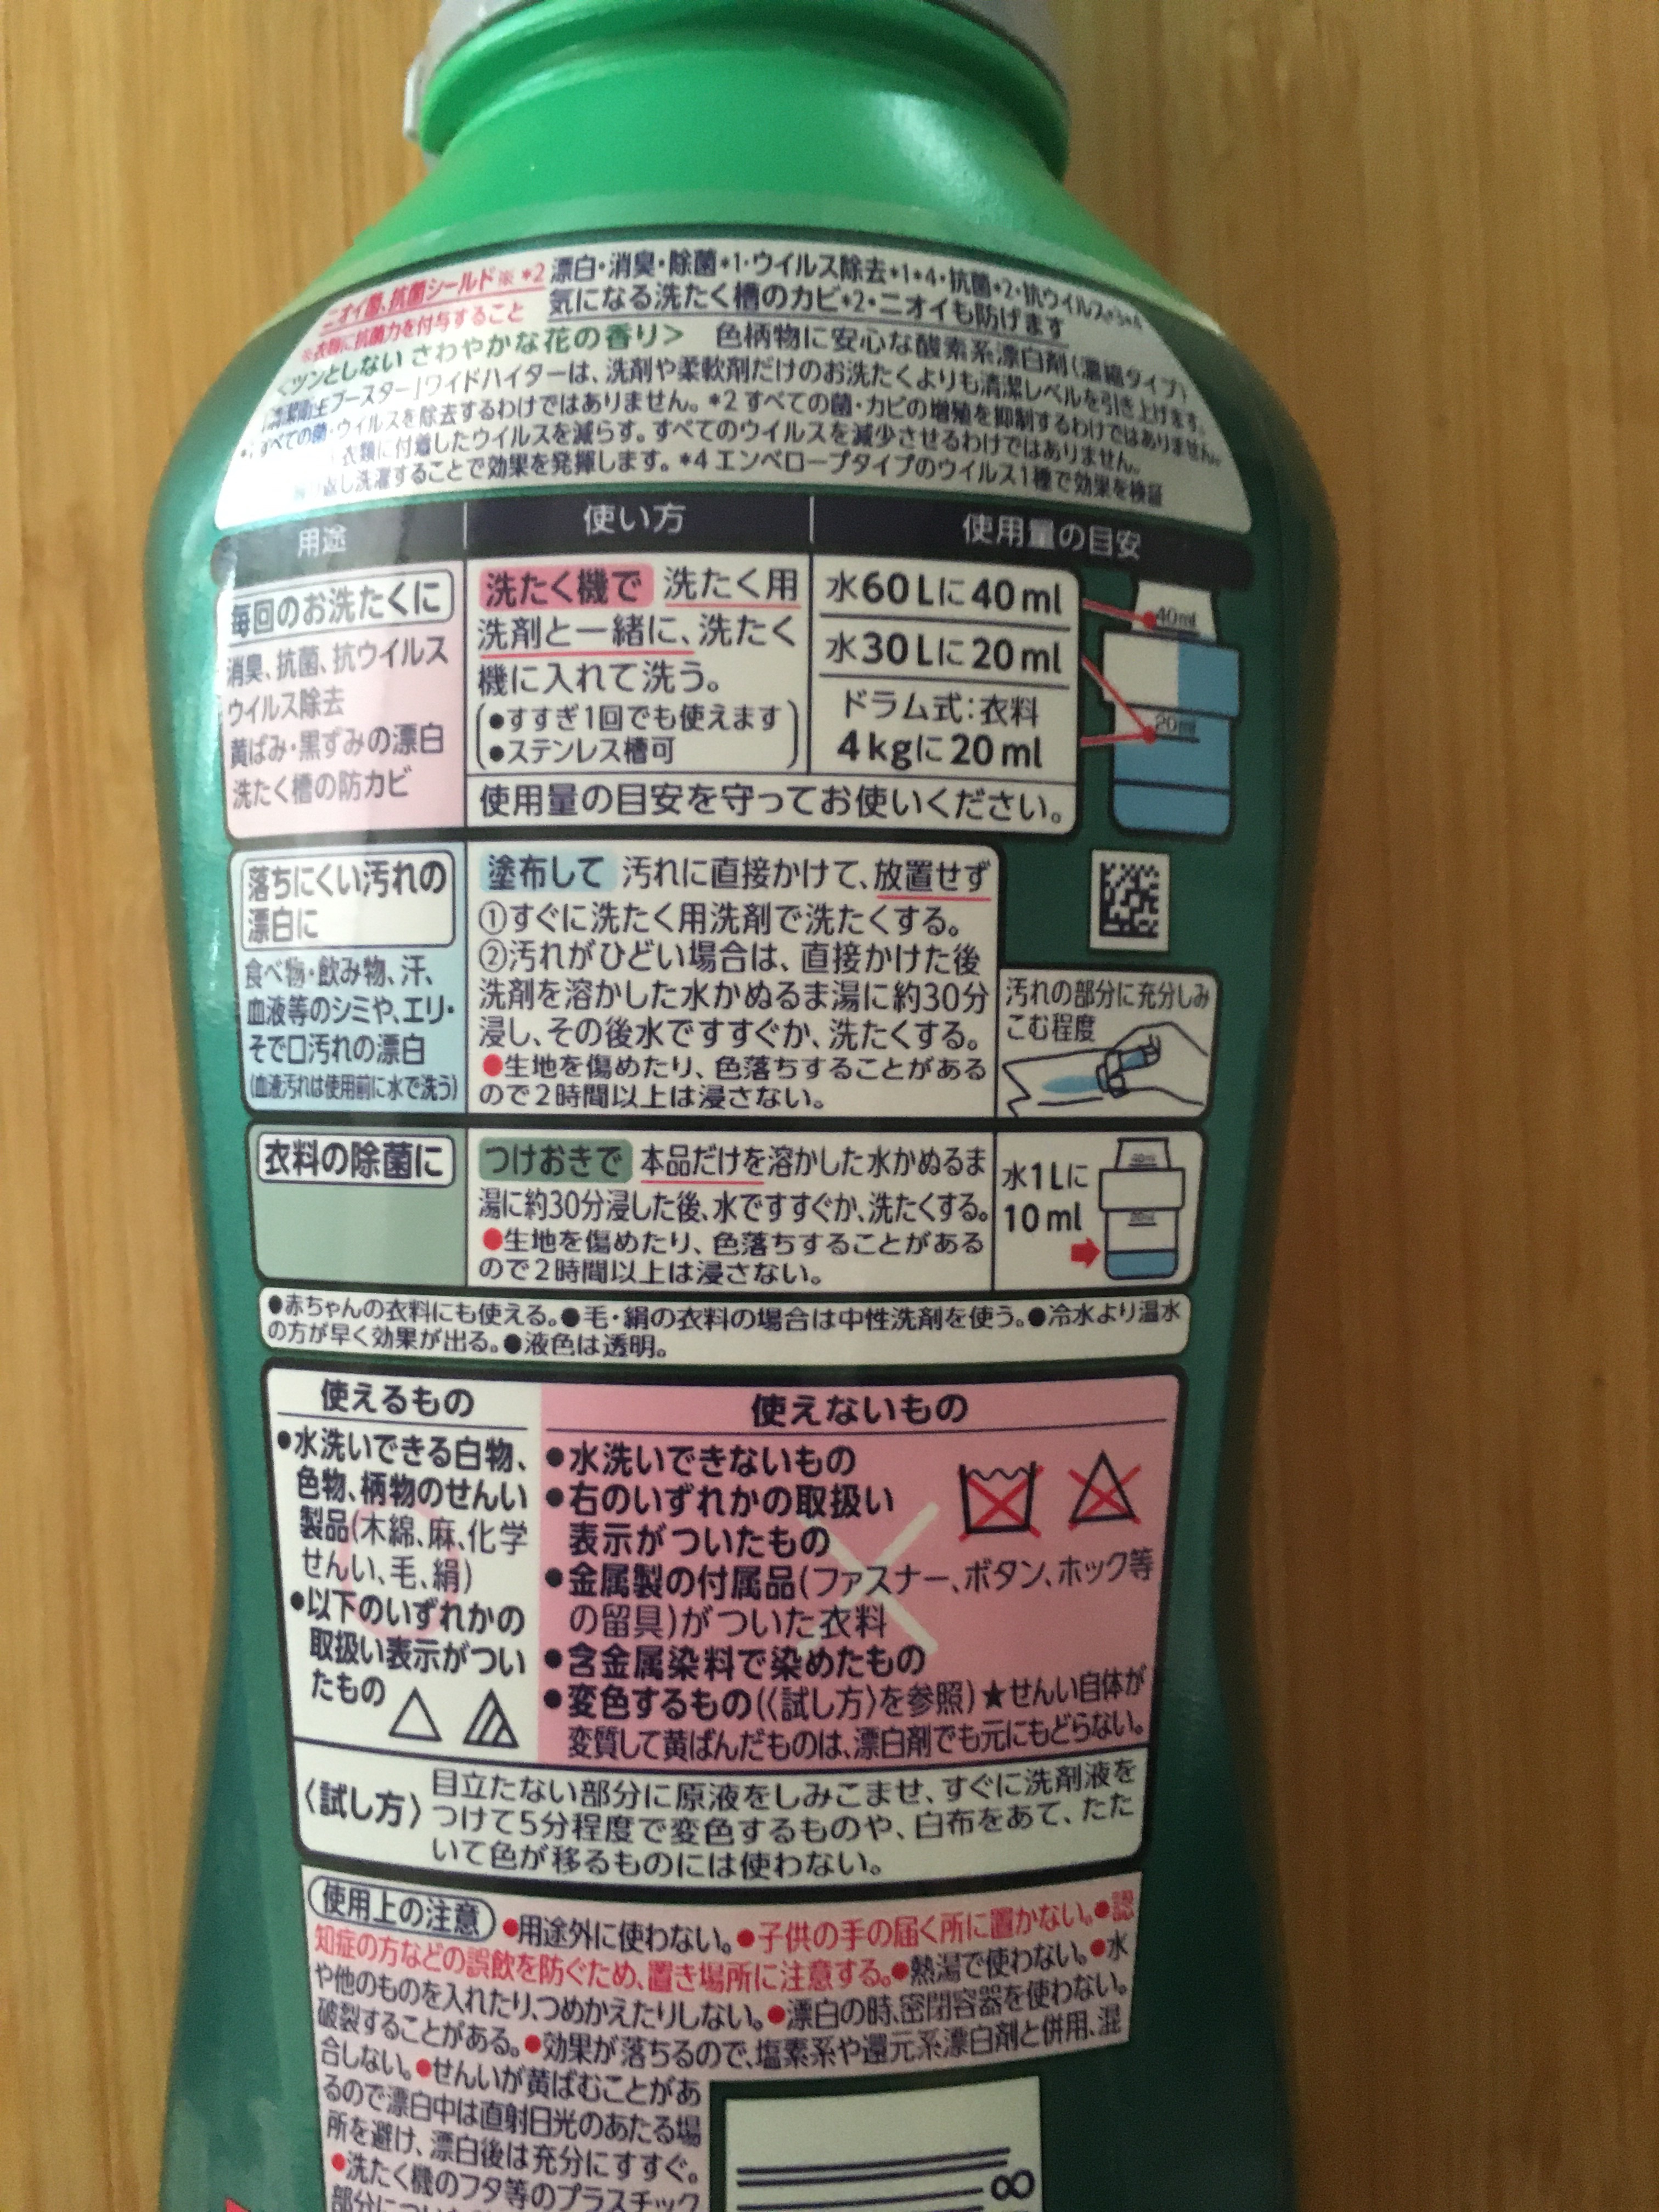 ニオイ菌、抗菌シールド※*2 漂白・消臭・除菌*1・ウイルス除去*1*4・抗菌*2・抗ウイルス*3*4
※衣類に抗菌力を付与すること 気になる洗たく槽のカビ*2・ニオイも防げます
<ツンとしない さわやかな花の香り> 色柄物に安心な酸素系漂白剤(濃縮タイプ)
「清潔衛生ブースター」ワイドハイターは、洗剤や柔軟剤だけのお洗たくよりも清潔レベルを引き上げます。
すべての菌・ウイルスを除去するわけではありません。*2 すべての菌・カビの増殖を抑制するわけではありません。
衣類に付着したウイルスを減らす。すべてのウイルスを減少させるわけではありません。
返し洗濯することで効果を発揮します。*4 エンベロープタイプのウイルス1種で効果を検証
用途 使い方 使用量の目安
毎回のお洗たくに
消臭、抗菌、抗ウイルス
ウイルス除去
黄ばみ・黒ずみの漂白
洗たく槽の防カビ
洗たく機で 洗たく用
洗剤と一緒に、洗たく
機に入れて洗う。
●すすぎ1回でも使えます
●ステンレス槽可
水60Lに40ml
水30Lに20ml
ドラム式:衣料
4kgに20ml
40ml
20ml
使用量の目安を守ってお使いください。
落ちにくい汚れの
漂白に
食べ物・飲み物、汗、
血液等のシミや、エリ・
そで口汚れの漂白
(血液汚れは使用前に水で洗う)
塗布して 汚れに直接かけて、放置せず
①すぐに洗たく用洗剤で洗たくする。
②汚れがひどい場合は、直接かけた後
洗剤を溶かした水かぬるま湯に約30分
浸し、その後水ですすぐか、洗たくする。
●生地を傷めたり、色落ちすることがある
ので2時間以上は浸さない。
汚れの部分に充分しみ
こむ程度
衣料の除菌に
つけおきで 本品だけを溶かした水かぬるま
湯に約30分浸した後、水ですすぐか、洗たくする。
●生地を傷めたり、色落ちすることがある
ので2時間以上は浸さない。
水1Lに
10ml
40ml
20ml
●赤ちゃんの衣料にも使える。●毛・絹の衣料の場合は中性洗剤を使う。●冷水より温水
の方が早く効果が出る。●液色は透明。
使えるもの
●水洗いできる白物、
色物、柄物のせんい
製品(木綿、麻、化学
せんい、毛、絹)
●以下のいずれかの
取扱い表示がつい
たもの
使えないもの
●水洗いできないもの
●右のいずれかの取扱い
表示がついたもの
●金属製の付属品(ファスナー、ボタン、ホック等
の留具)がついた衣料
●含金属染料で染めたもの
●変色するもの(〈試し方〉を参照)★せんい自体が
変質して黄ばんだものは、漂白剤でも元にもどらない。
〈試し方〉 目立たない部分に原液をしみこませ、すぐに洗剤液を
つけて5分程度で変色するものや、白布をあて、たた
いて色が移るものには使わない。
使用上の注意 ●用途外に使わない。●子供の手の届く所に置かない。●認
知症の方などの誤飲を防ぐため、置き場所に注意する。●熱湯で使わない。●水
や他のものを入れたり、つめかえたりしない。●漂白の時、密閉容器を使わない。
破裂することがある。●効果が落ちるので、塩素系や還元系漂白剤と併用、混
合しない。●せんいが黄ばむことがあ
るので漂白中は直射日光のあたる場
所を避け、漂白後は充分にすすぐ。
●洗たく機のフタ等のプラスチック
部分につい